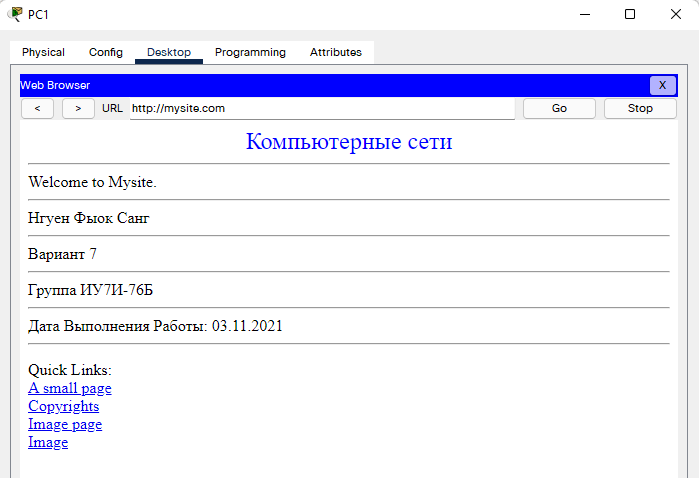 PC1
Physical Config Desktop Programming Attributes
Web Browser X
< > URL http://mysite.com Go Stop
Компьютерные сети
Welcome to Mysite.
Нгуен Фыок Санг
Вариант 7
Группа ИУ7И-76Б
Дата Выполнения Работы: 03.11.2021
Quick Links:
A small page
Copyrights
Image page
Image